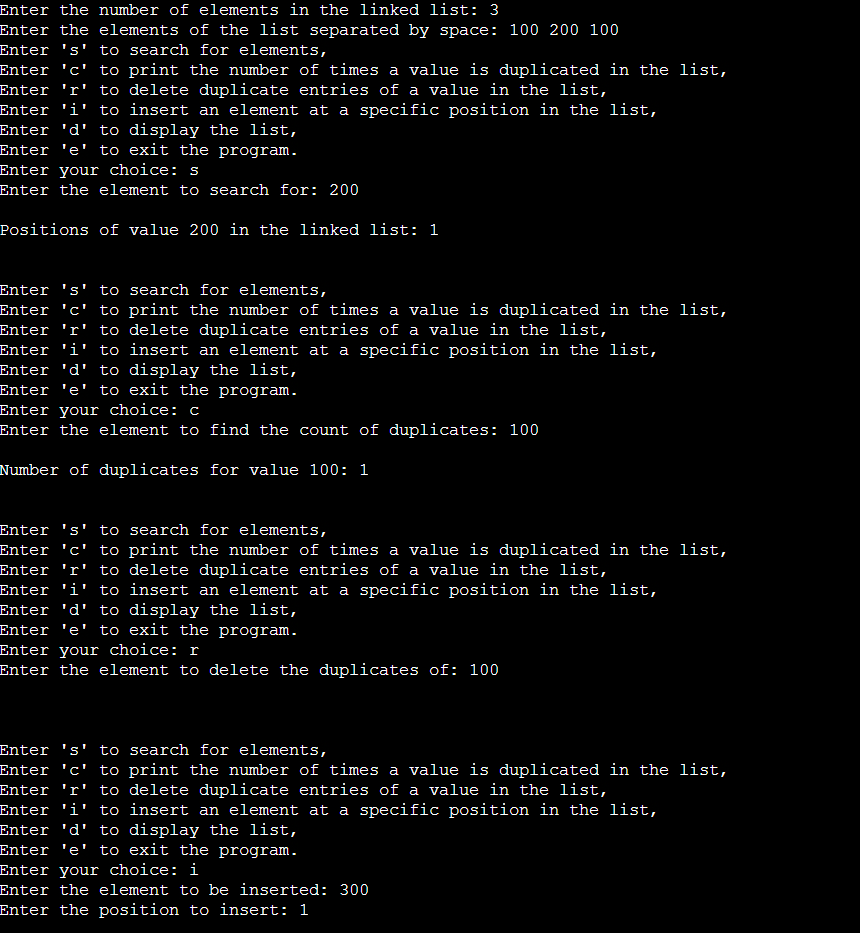 Enter the number of elements in the linked list: 3
Enter the elements of the list separated by space: 100 200 100
Enter 's' to search for elements,
Enter 'c' to print the number of times a value is duplicated in the list,
Enter 'r' to delete duplicate entries of a value in the list,
Enter 'i' to insert an element at a specific position in the list,
Enter 'd' to display the list,
Enter 'e' to exit the program.
Enter your choice: s
Enter the element to search for: 200
Positions of value 200 in the linked list: 1
Enter 's' to search for elements,
Enter 'c' to print the number of times a value is duplicated in the list,
Enter 'r' to delete duplicate entries of a value in the list,
Enter 'i' to insert an element at a specific position in the list,
Enter 'd' to display the list,
Enter 'e' to exit the program.
Enter your choice: c
Enter the element to find the count of duplicates: 100
Number of duplicates for value 100: 1
Enter 's' to search for elements,
Enter 'c' to print the number of times a value is duplicated in the list,
Enter 'r' to delete duplicate entries of a value in the list,
Enter 'i' to insert an element at a specific position in the list,
Enter 'd' to display the list,
Enter 'e' to exit the program.
Enter your choice: r
Enter the element to delete the duplicates of: 100
Enter 's' to search for elements,
Enter 'c' to print the number of times a value is duplicated in the list,
Enter 'r' to delete duplicate entries of a value in the list,
Enter 'i' to insert an element at a specific position in the list,
Enter 'd' to display the list,
Enter 'e' to exit the program.
Enter your choice: i
Enter the element to be inserted: 300
Enter the position to insert: 1